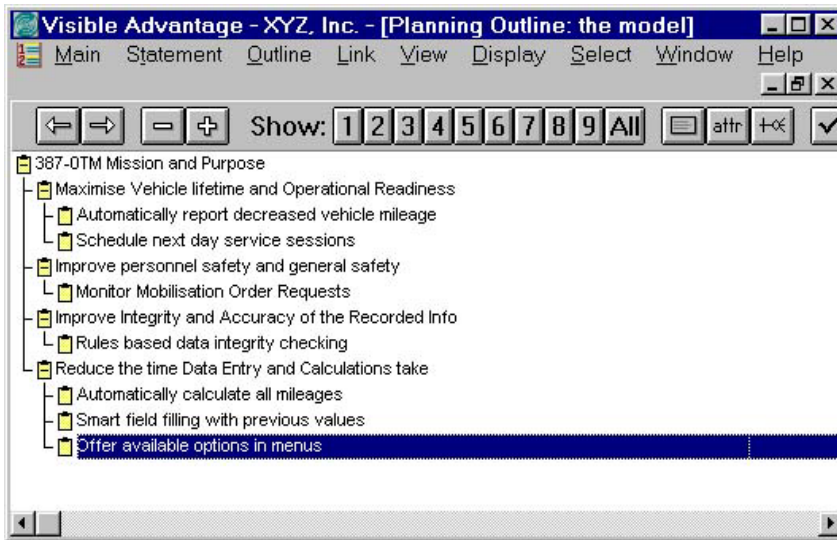 Visible Advantage - XYZ, Inc. - [Planning Outline: the model]
Main Statement Outline Link View Display Select Window Help
Show: 1 2 3 4 5 6 7 8 9 All attr
387-0TM Mission and Purpose
Maximise Vehicle lifetime and Operational Readiness
Automatically report decreased vehicle mileage
Schedule next day service sessions
Improve personnel safety and general safety
Monitor Mobilisation Order Requests
Improve Integrity and Accuracy of the Recorded Info
Rules based data integrity checking
Reduce the time Data Entry and Calculations take
Automatically calculate all mileages
Smart field filling with previous values
Offer available options in menus